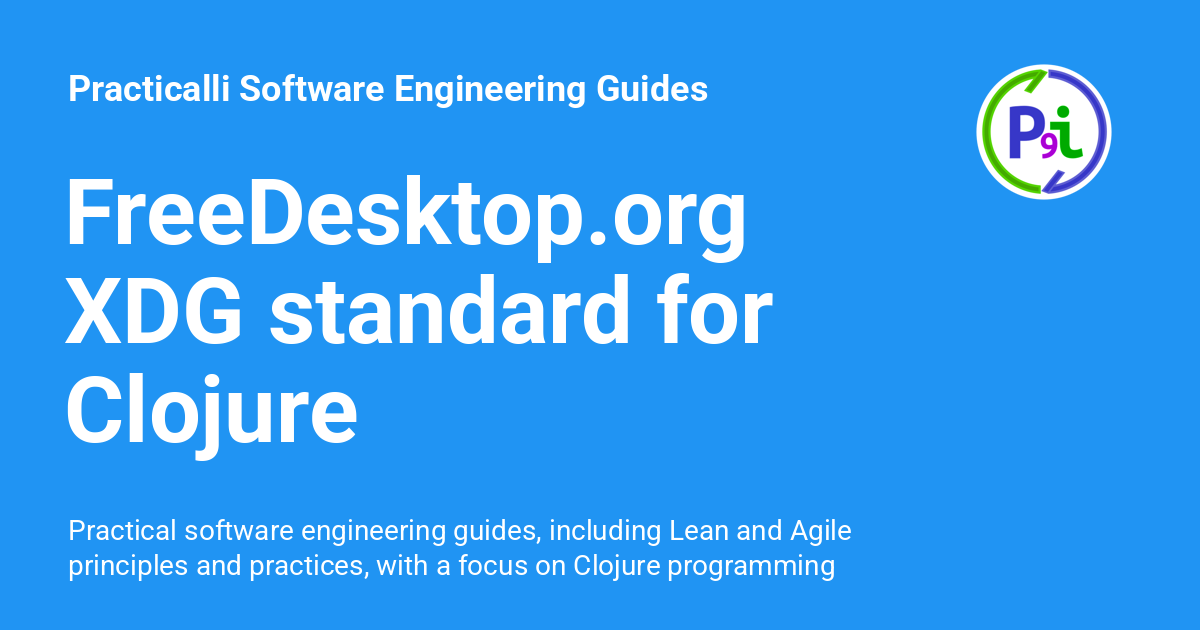 Practicalli Software Engineering Guides
P9i
FreeDesktop.org
XDG standard for
Clojure
Practical software engineering guides, including Lean and Agile
principles and practices, with a focus on Clojure programming